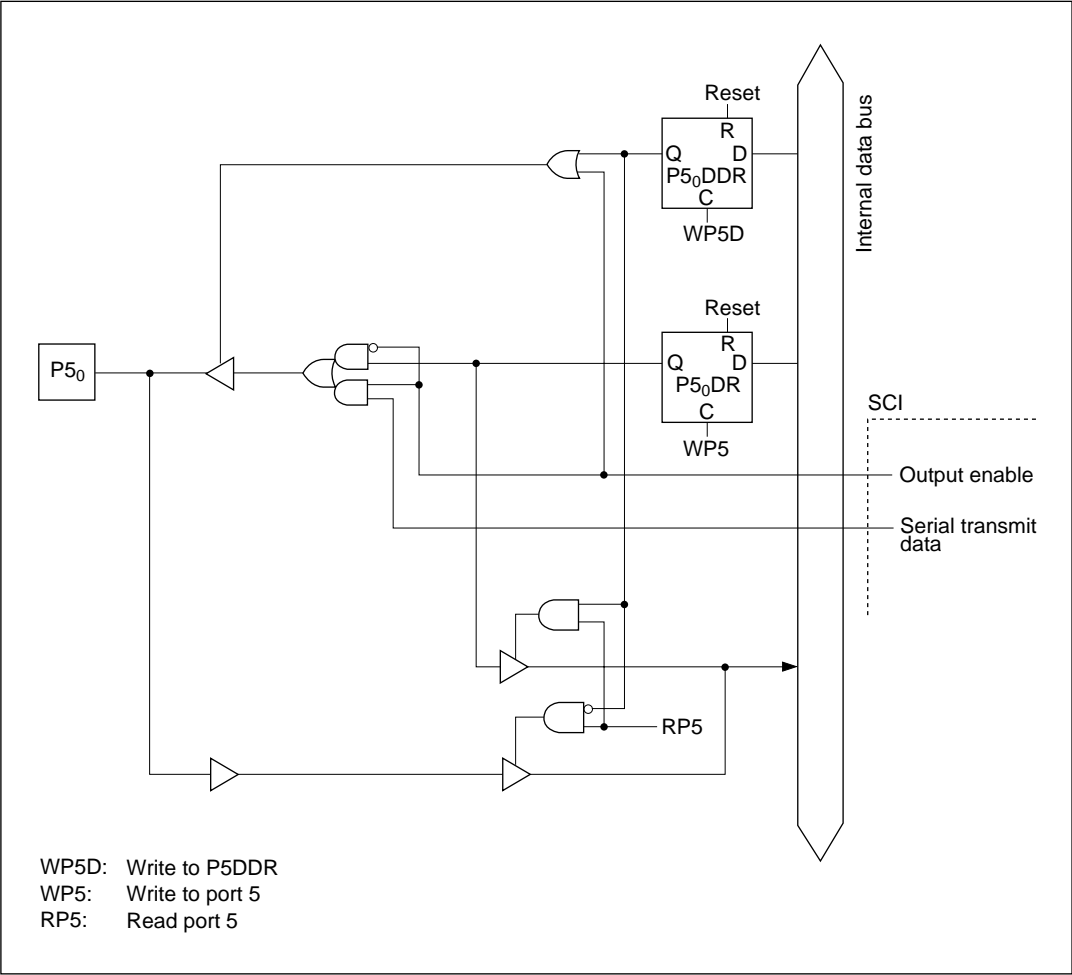 Reset
R
Q D
P5₀DDR
C
WP5D
Internal data bus
Reset
R
Q D
P5₀DR
C
WP5
P5₀
SCI
Output enable
Serial transmit
data
RP5
WP5D: Write to P5DDR
WP5: Write to port 5
RP5: Read port 5